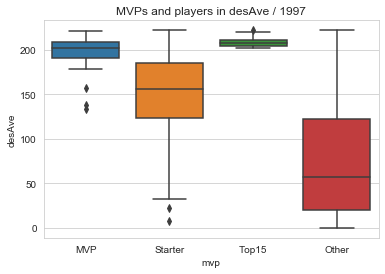 MVPs and players in desAve / 1997
desAve
200
150
100
50
0
MVP Starter Top15 Other
mvp